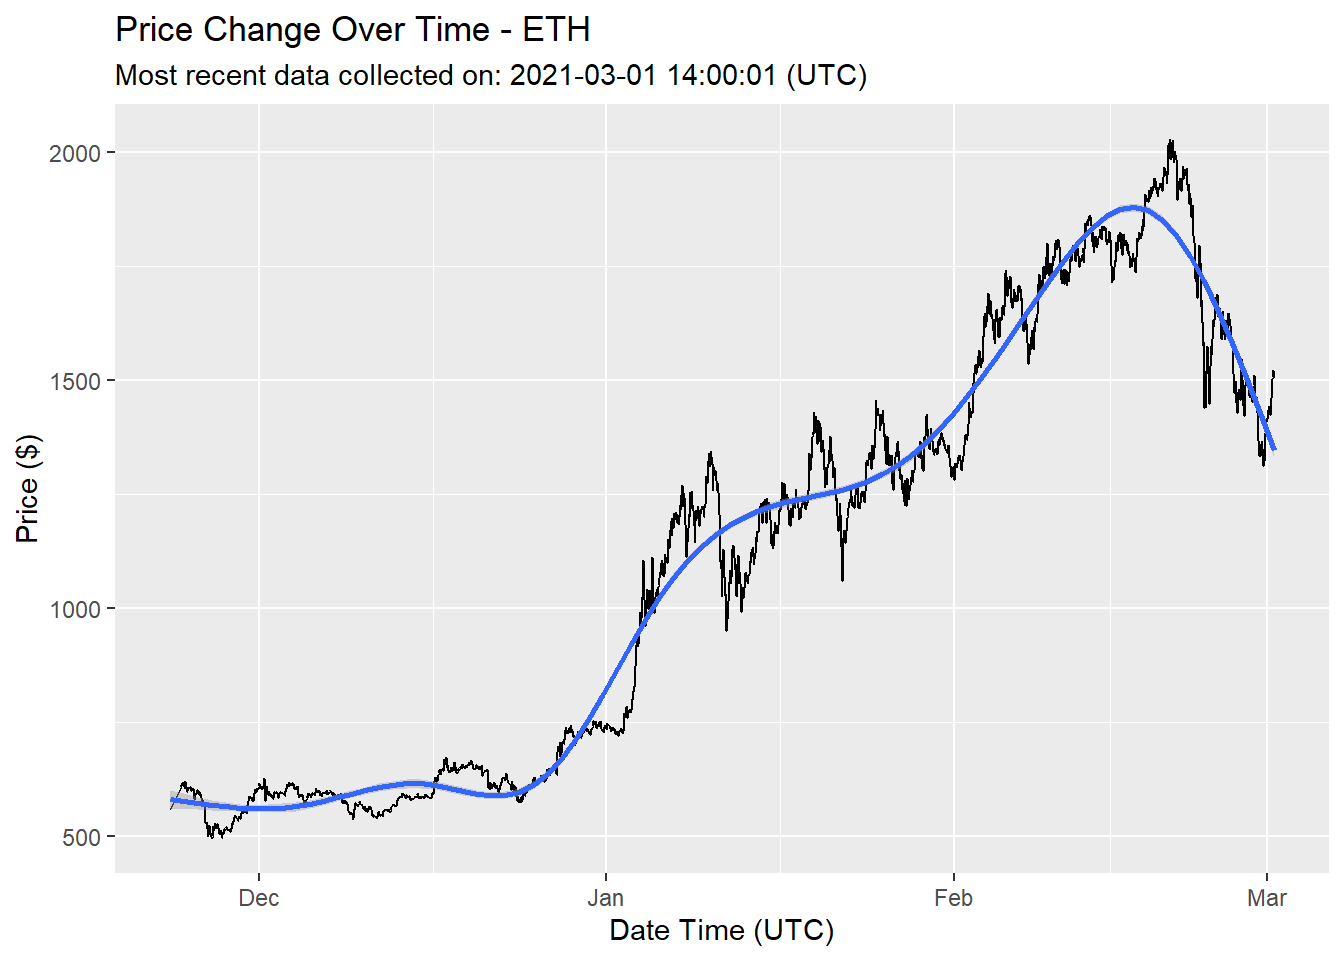 Price Change Over Time - ETH
Most recent data collected on: 2021-03-01 14:00:01 (UTC)
Price ($)
2000
1500
1000
500
Dec Jan Feb Mar
Date Time (UTC)